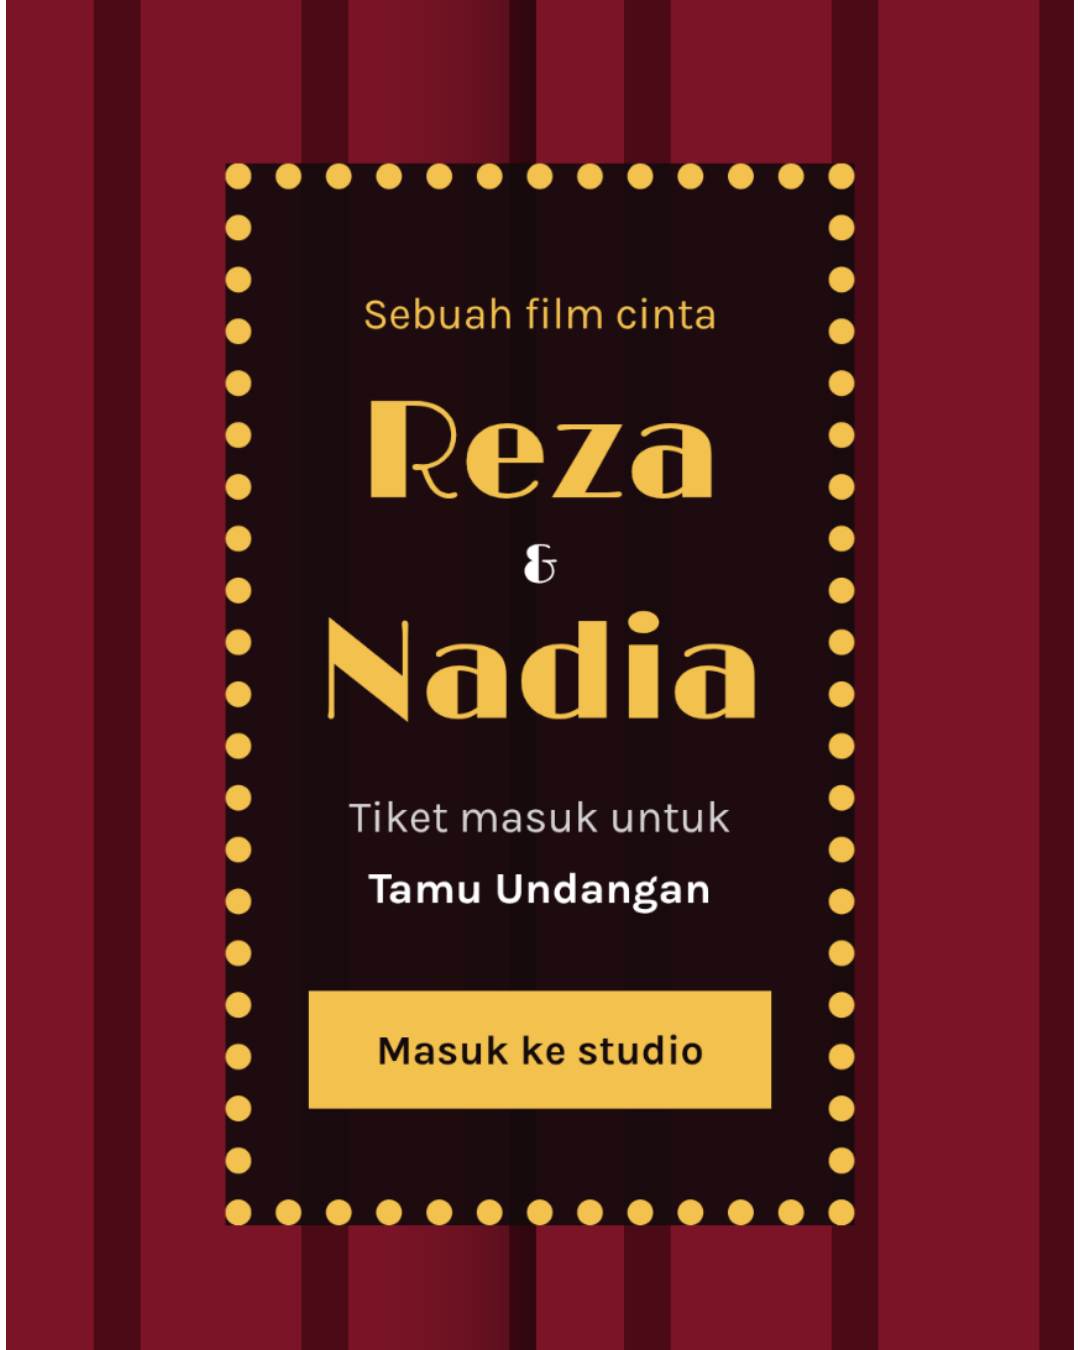 Sebuah film cinta
Reza
&
Nadia
Tiket masuk untuk
Tamu Undangan
Masuk ke studio